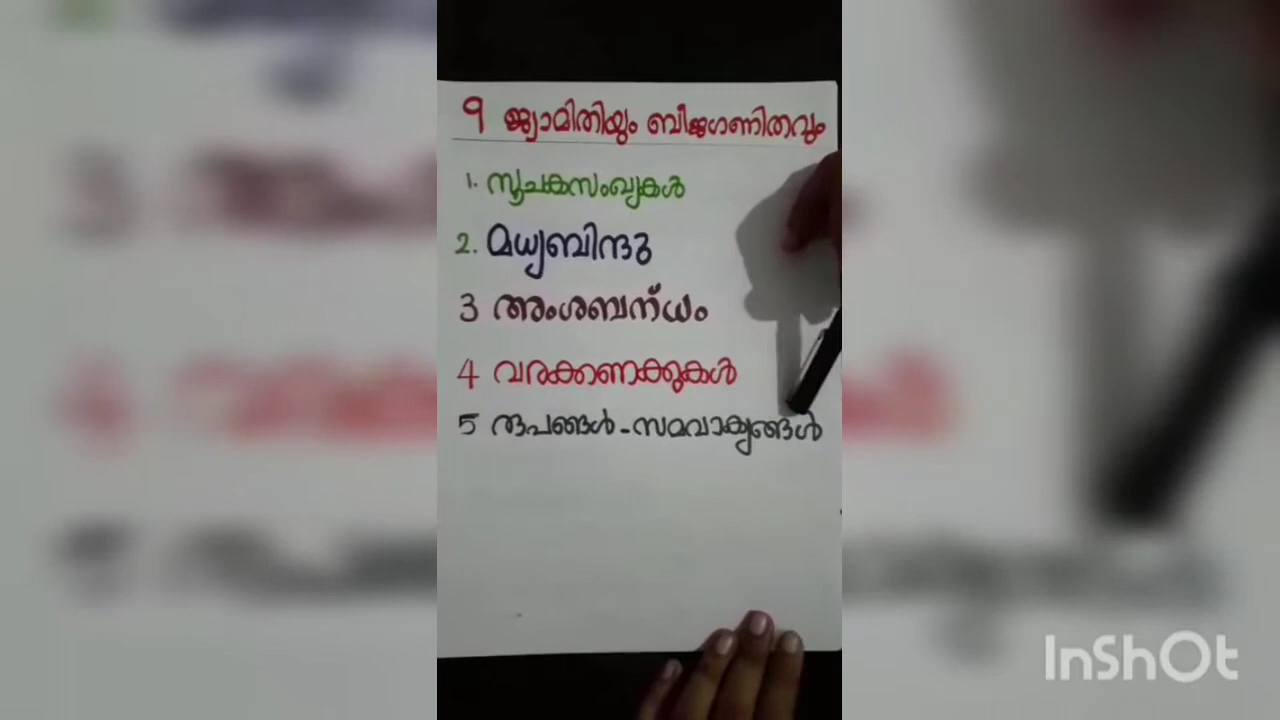 9 ജ്യാമിതിയും ബീജഗണിതവും
1. സൂചകസംഖ്യകൾ
2. മധ്യബിന്ദു
3 അംശബന്ധം
4 വരക്കണക്കുകൾ
5 രൂപങ്ങൾ - സമവാക്യങ്ങൾ
InShOt